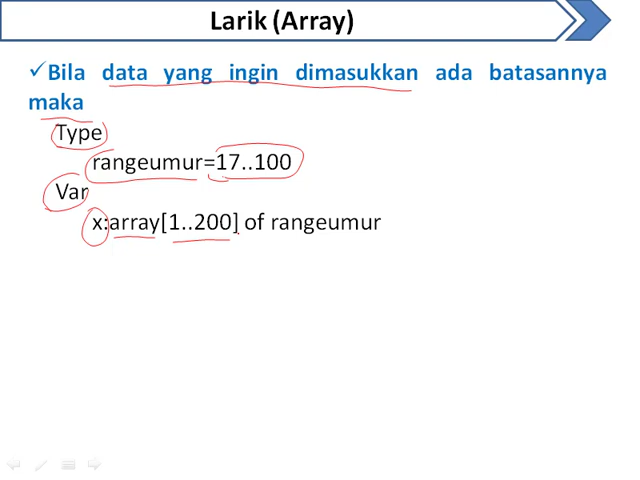 Larik (Array)
✓Bila data yang ingin dimasukkan ada batasannya
maka
Type
rangeumur=17..100
Var
x:array[1..200] of rangeumur